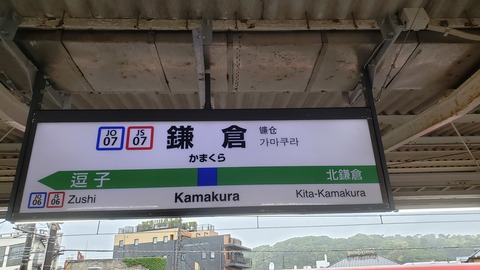 JO 07 JS 07 鎌倉 镰仓
かまくら 가마쿠라
逗子 北鎌倉
JO 06 JS 06 Zushi Kamakura Kita-Kamakura